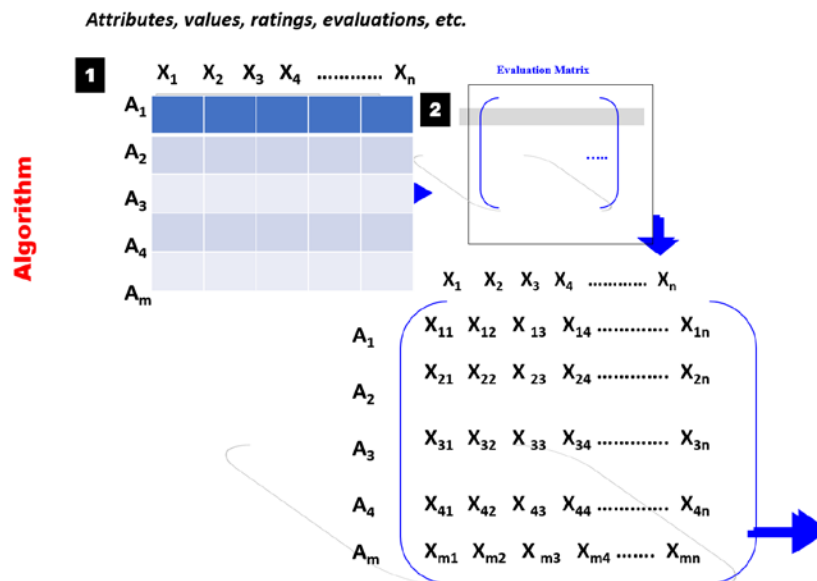 Attributes, values, ratings, evaluations, etc.
1
X1 X2 X3 X4 ............ Xn
A1
A2
A3
A4
Am
Algorithm
Evaluation Matrix
2
.....
X1 X2 X3 X4 ............ Xn
A1 X11 X12 X13 X14 ............. X1n
A2 X21 X22 X23 X24 ............. X2n
A3 X31 X32 X33 X34 ............. X3n
A4 X41 X42 X43 X44 ............. X4n
Am Xm1 Xm2 Xm3 Xm4 ....... Xmn